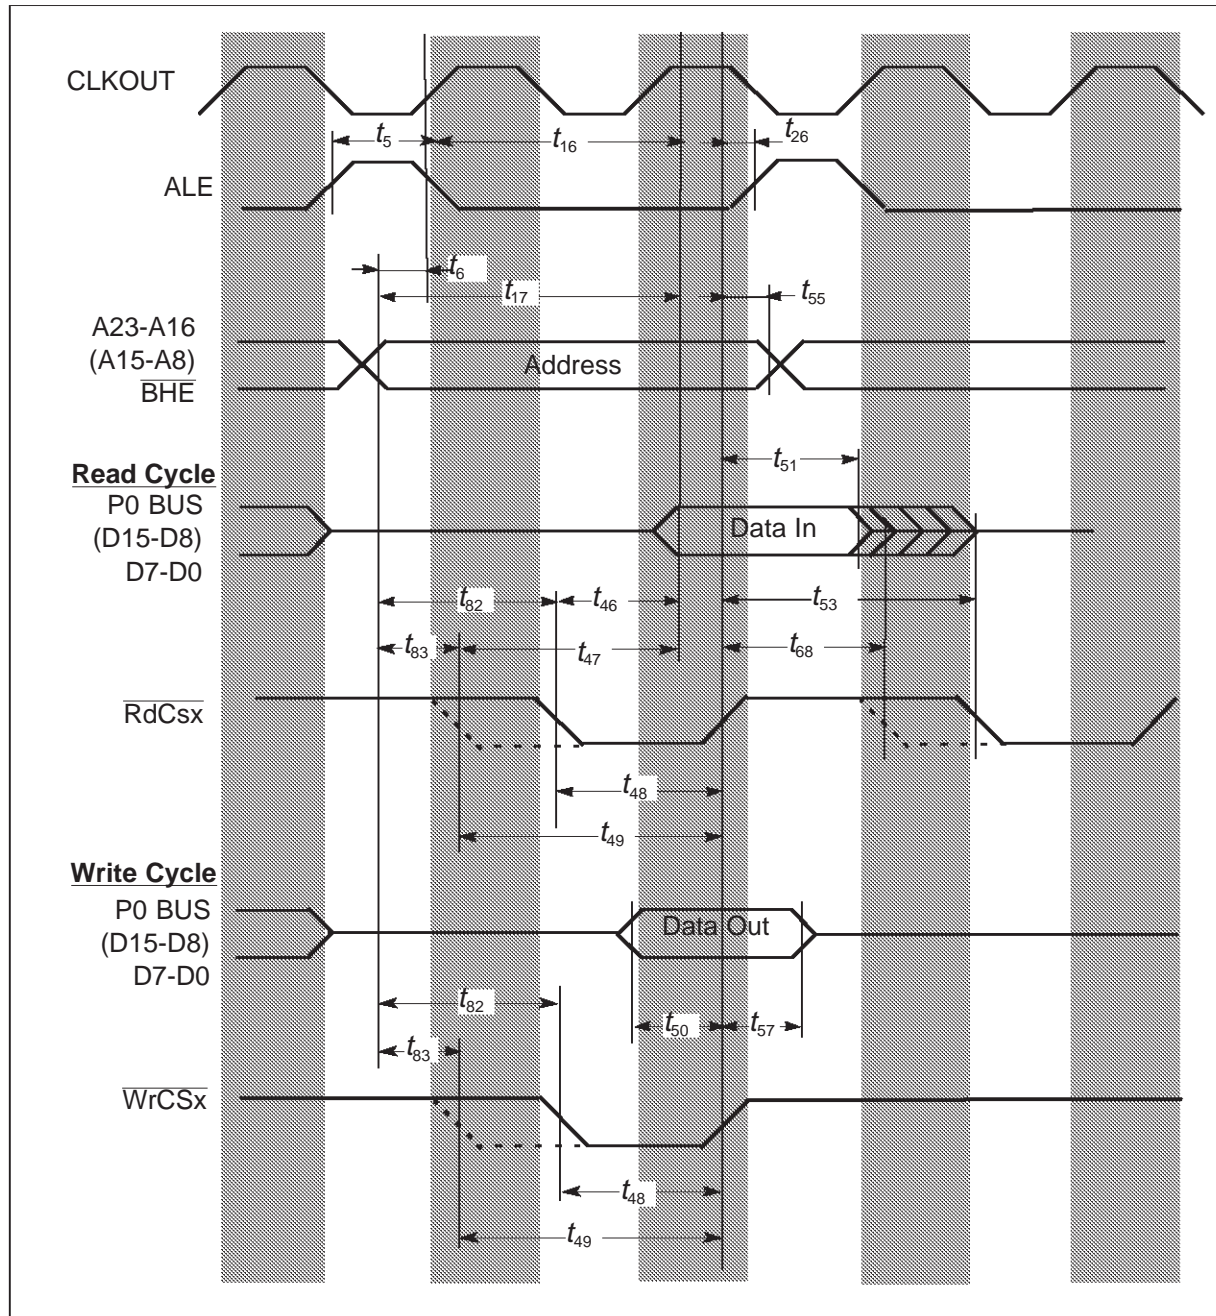 CLKOUT
t5
t16
t26
ALE
t6
t17
t55
A23-A16
(A15-A8)
BHE
Address
Read Cycle
t51
P0 BUS
(D15-D8)
D7-D0
Data In
t82
t46
t53
t83
t47
t68
RdCsx
t48
t49
Write Cycle
P0 BUS
(D15-D8)
D7-D0
Data Out
t82
t50
t57
t83
WrCSx
t48
t49